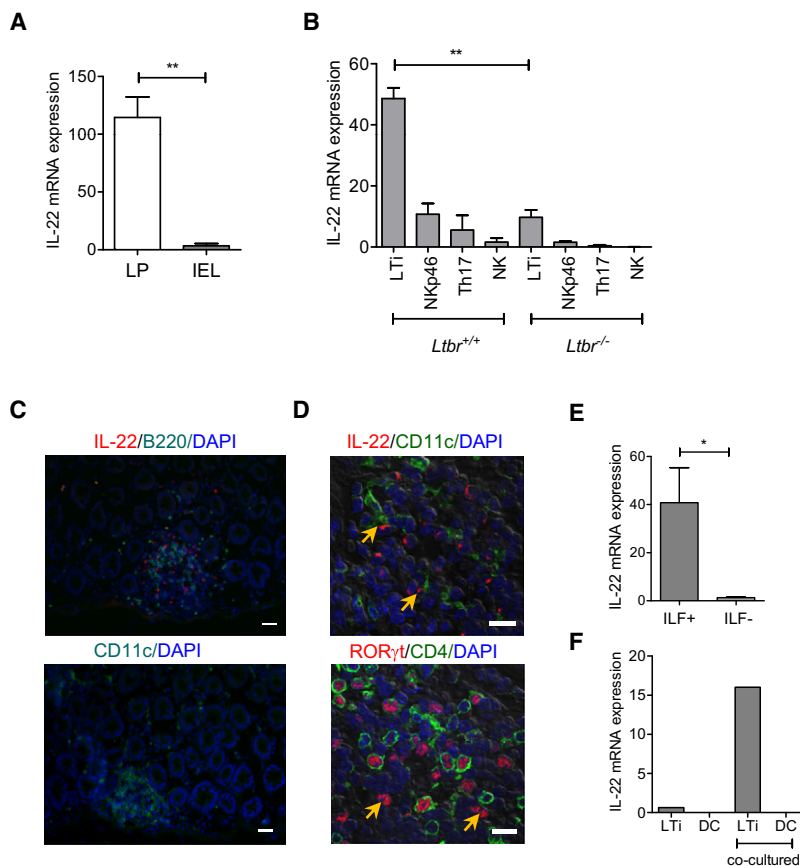 A
IL-22 mRNA expression
150
100
50
0
**
LP IEL
B
IL-22 mRNA expression
60
40
20
0
**
LTi NKp46 Th17 NK LTi NKp46 Th17 NK
Ltbr+/+ Ltbr-/-
C
IL-22/B220/DAPI
CD11c/DAPI
D
IL-22/CD11c/DAPI
RORγt/CD4/DAPI
E
IL-22 mRNA expression
60
40
20
0
*
ILF+ ILF-
F
IL-22 mRNA expression
20
15
10
5
0
LTi DC LTi DC
co-cultured